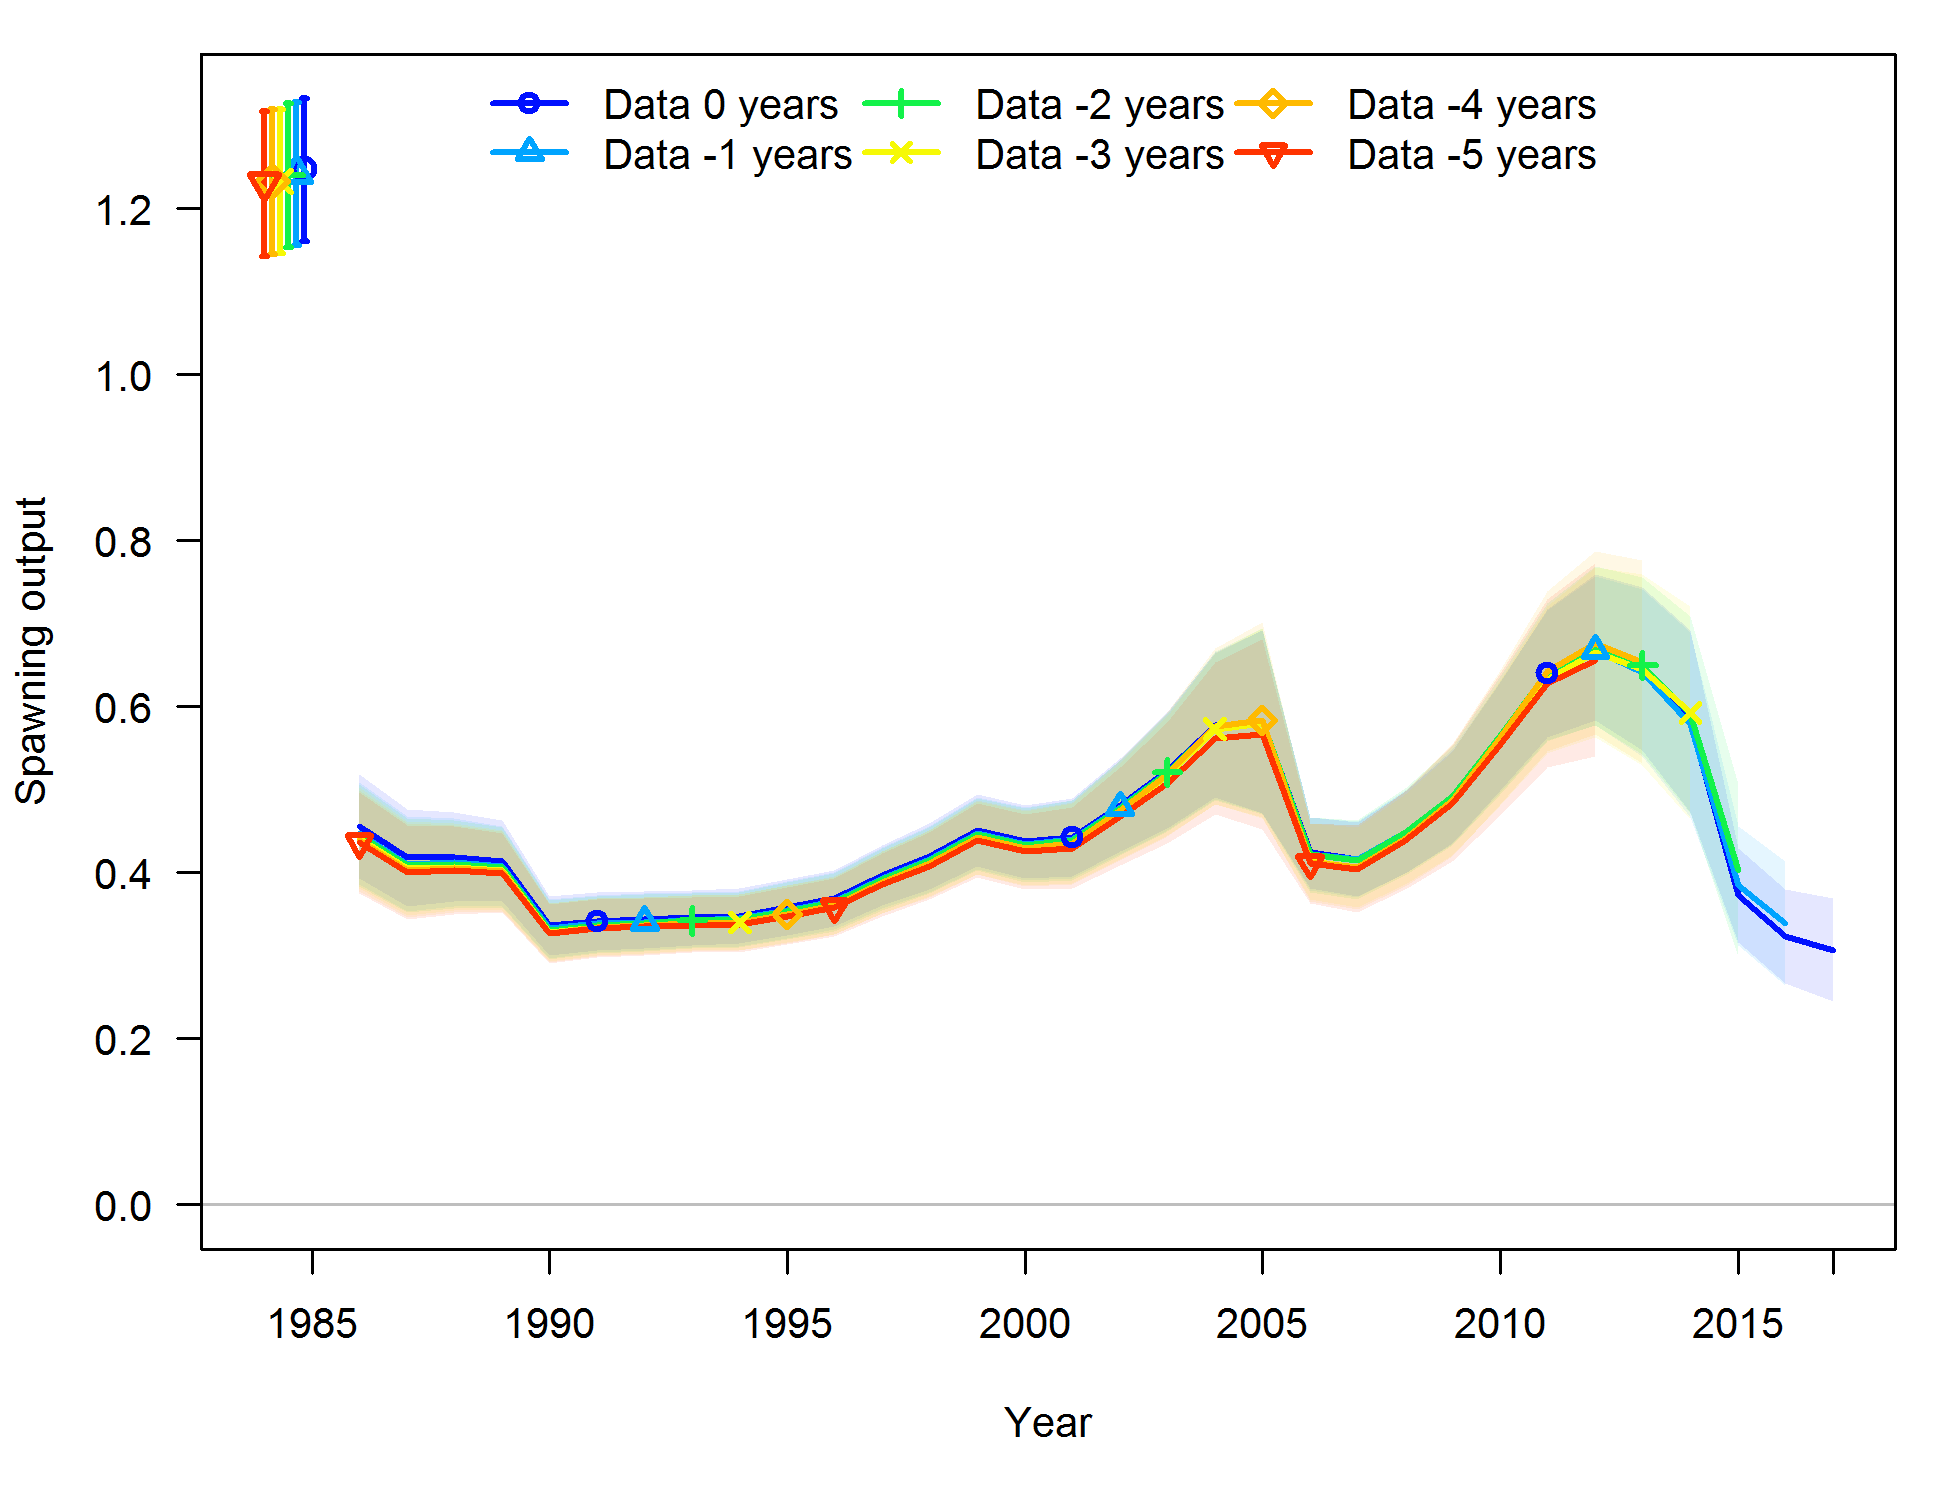 Data 0 years Data -2 years Data -4 years
Data -1 years Data -3 years Data -5 years
1.2
1.0
0.8
0.6
0.4
0.2
0.0
Spawning output
1985 1990 1995 2000 2005 2010 2015
Year